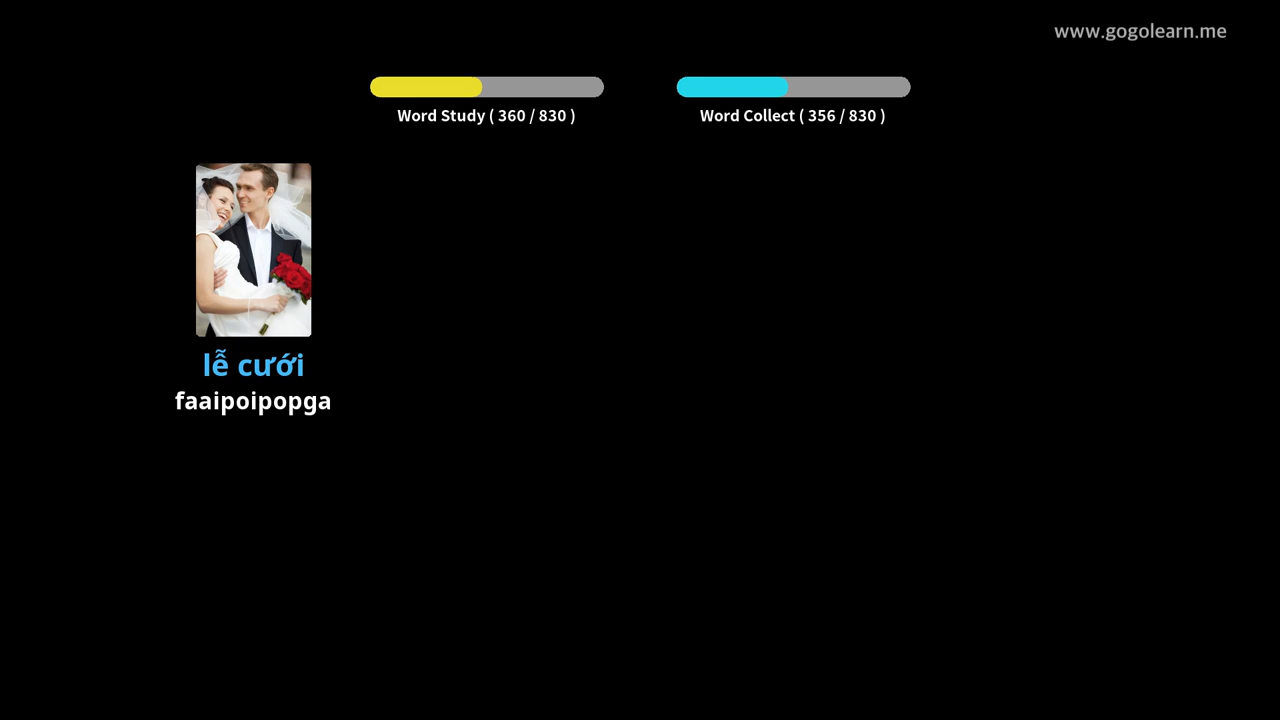 www.gogolearn.me
Word Study ( 360 / 830 )
Word Collect ( 356 / 830 )
lễ cưới
faaipoipopga